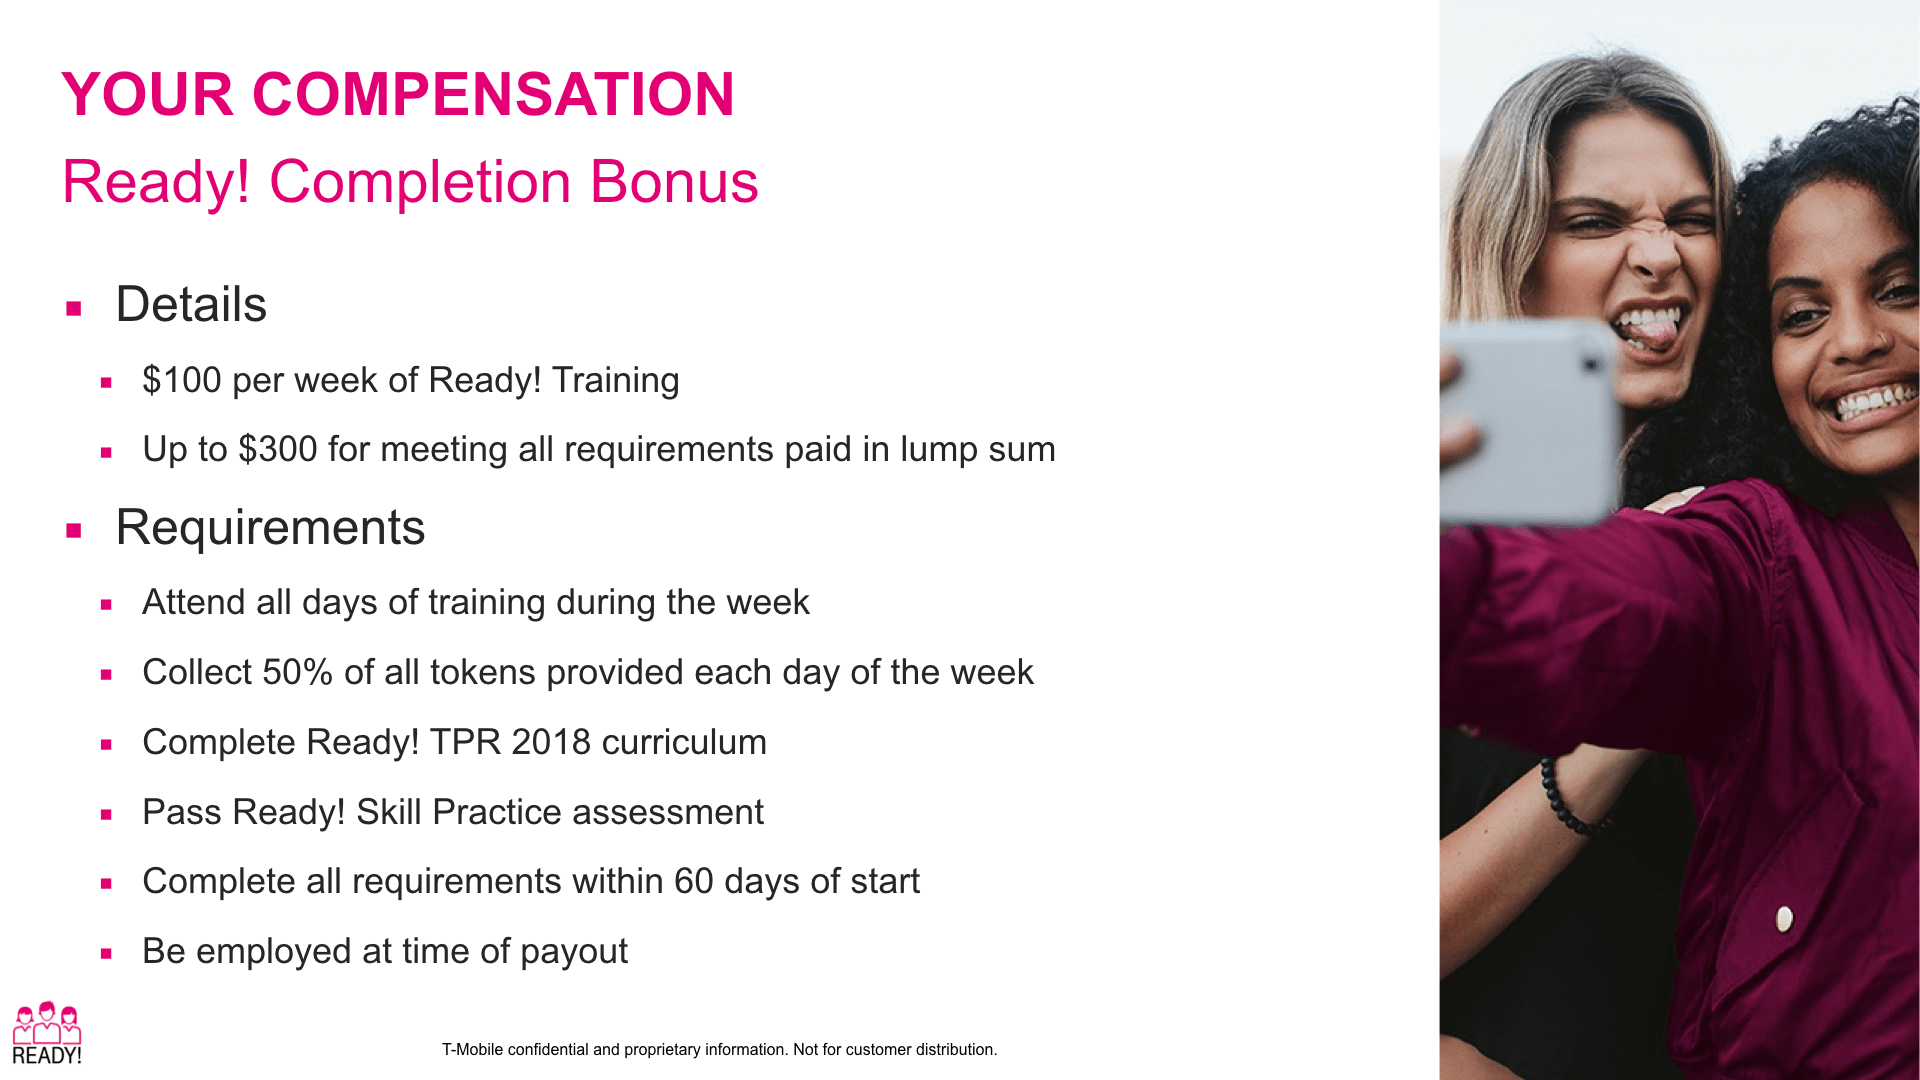 YOUR COMPENSATION
Ready! Completion Bonus
Details
$100 per week of Ready! Training
Up to $300 for meeting all requirements paid in lump sum
Requirements
Attend all days of training during the week
Collect 50% of all tokens provided each day of the week
Complete Ready! TPR 2018 curriculum
Pass Ready! Skill Practice assessment
Complete all requirements within 60 days of start
Be employed at time of payout
READY!
T-Mobile confidential and proprietary information. Not for customer distribution.